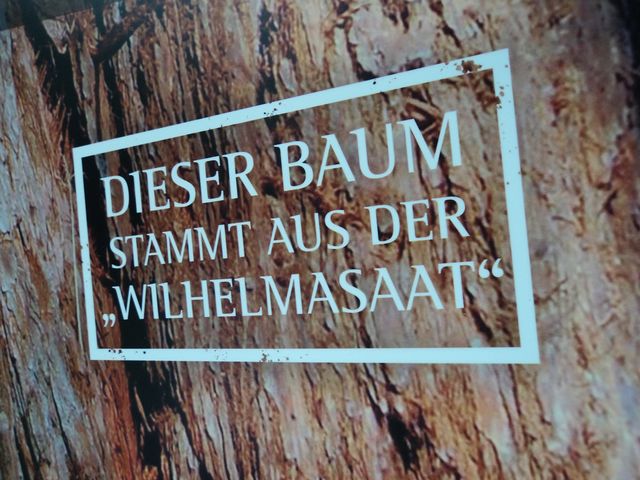 DIESER BAUM
STAMMT AUS DER
„WILHELMASAAT“